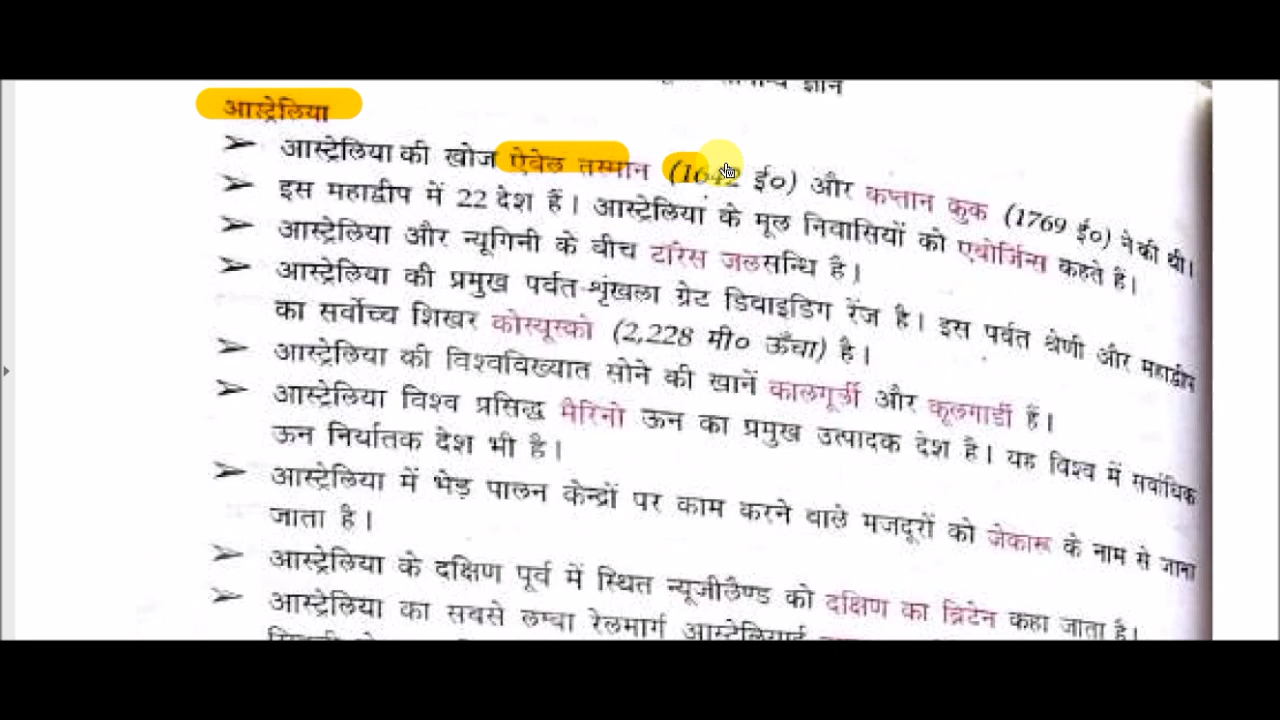 ज्ञान
आस्ट्रेलिया
➢ आस्ट्रेलिया की खोज ऐबेल तस्मान (1642 ई०) और कप्तान कुक (1769 ई०) ने की थी।
➢ इस महाद्वीप में 22 देश हैं। आस्ट्रेलिया के मूल निवासियों को एबोर्जिन्स कहते हैं।
➢ आस्ट्रेलिया और न्यूगिनी के बीच टॉरेस जलसन्धि है।
➢ आस्ट्रेलिया की प्रमुख पर्वत-श्रृंखला ग्रेट डिवाइडिंग रेंज है। इस पर्वत श्रेणी और महाद्वीप
का सर्वोच्च शिखर कोस्यूस्को (2,228 मी० ऊँचा) है।
➢ आस्ट्रेलिया की विश्वविख्यात सोने की खानें कालगूर्ली और कूलगार्डी हैं।
➢ आस्ट्रेलिया विश्व प्रसिद्ध मैरिनो ऊन का प्रमुख उत्पादक देश है। यह विश्व में सर्वाधिक
ऊन निर्यातक देश भी है।
➢ आस्ट्रेलिया में भेड़ पालन केन्द्रों पर काम करने वाले मजदूरों को जेकारू के नाम से जाना
जाता है।
➢ आस्ट्रेलिया के दक्षिण पूर्व में स्थित न्यूजीलैण्ड को दक्षिण का ब्रिटेन कहा जाता है।
➢ आस्ट्रेलिया का सबसे लम्बा रेलमार्ग आस्ट्रेलियाई